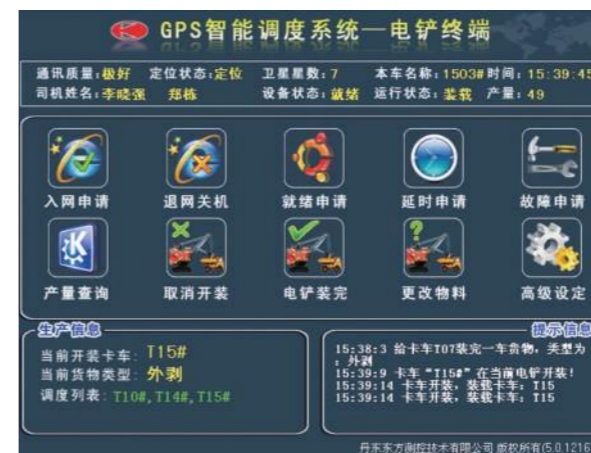 GPS智能调度系统—电铲终端
通讯质量:极好 定位状态:定位 卫星星数:7 本车名称:1503# 时间:15:39:45
司机姓名:李晓强 郑栋 设备状态:就绪 运行状态:装载 产量:49
入网申请 退网关机 就绪申请 延时申请 故障申请
产量查询 取消开装 电铲装完 更改物料 高级设定
生产信息
当前开装卡车: T15#
当前货物类型: 外剥
调度列表: T10#,T14#,T15#
提示信息
15:38:3 给卡车T07装完一车货物，类型为
：外剥
15:39:9 卡车“T15#”在当前电铲开装！
15:39:14 卡车开装，装载卡车：T15
15:39:14 卡车开装，装载卡车：T15
丹东东方测控技术有限公司 版权所有(5.0.1216